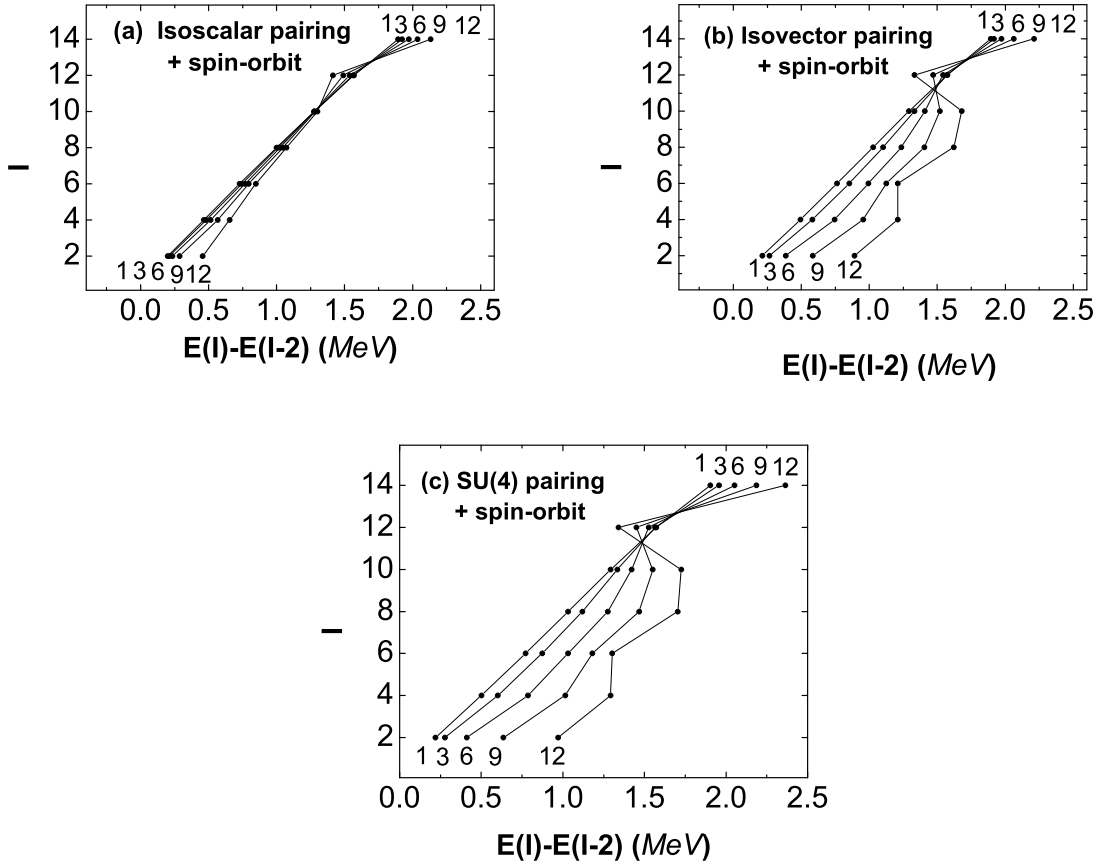 (a) Isoscalar pairing
+ spin-orbit
1 3 6 9 12
14
12
10
8
6
4
2
I
1 3 6 9 12
0.0 0.5 1.0 1.5 2.0 2.5
E(I)-E(I-2) (MeV)
(b) Isovector pairing
+ spin-orbit
1 3 6 9 12
14
12
10
8
6
4
2
I
1 3 6 9 12
0.0 0.5 1.0 1.5 2.0 2.5
E(I)-E(I-2) (MeV)
(c) SU(4) pairing
+ spin-orbit
1 3 6 9 12
14
12
10
8
6
4
2
I
1 3 6 9 12
0.0 0.5 1.0 1.5 2.0 2.5
E(I)-E(I-2) (MeV)